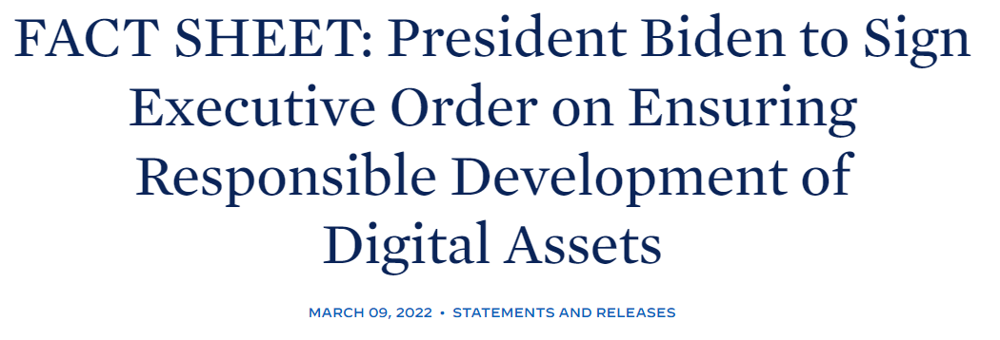 FACT SHEET: President Biden to Sign
Executive Order on Ensuring
Responsible Development of
Digital Assets
MARCH 09, 2022 • STATEMENTS AND RELEASES